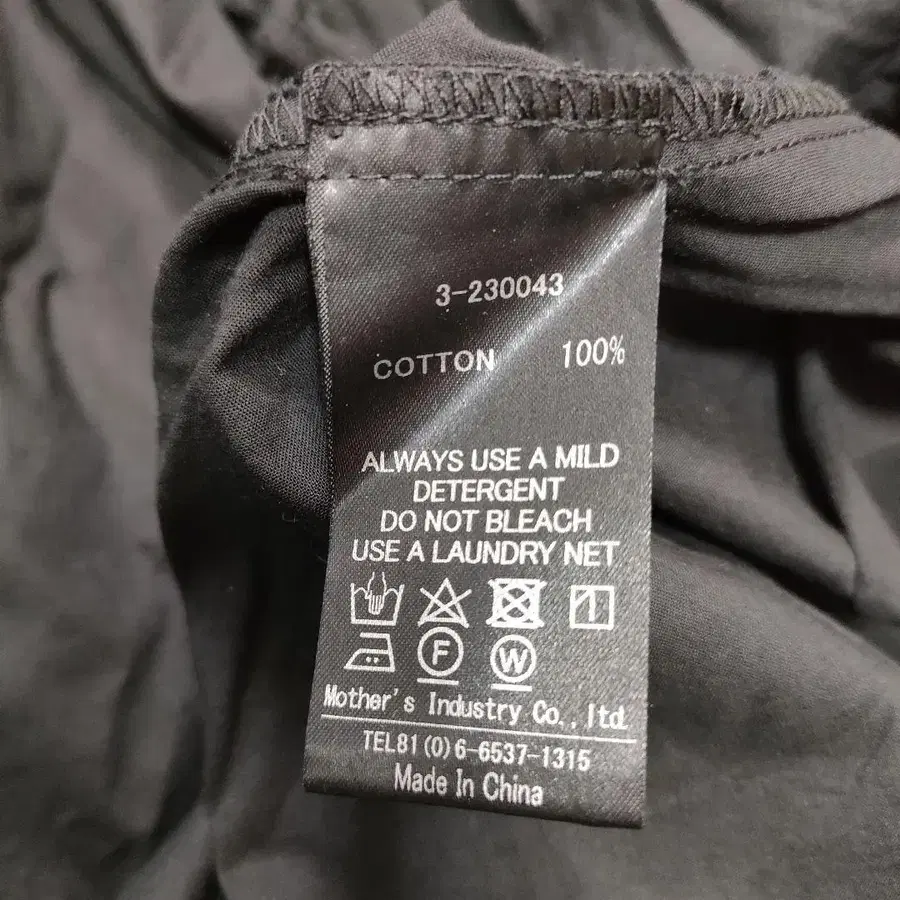 3-230043
COTTON 100%
ALWAYS USE A MILD
DETERGENT
DO NOT BLEACH
USE A LAUNDRY NET
F W
Mother's Industry Co.,ltd.
TEL81(0)6-6537-1315
Made In China